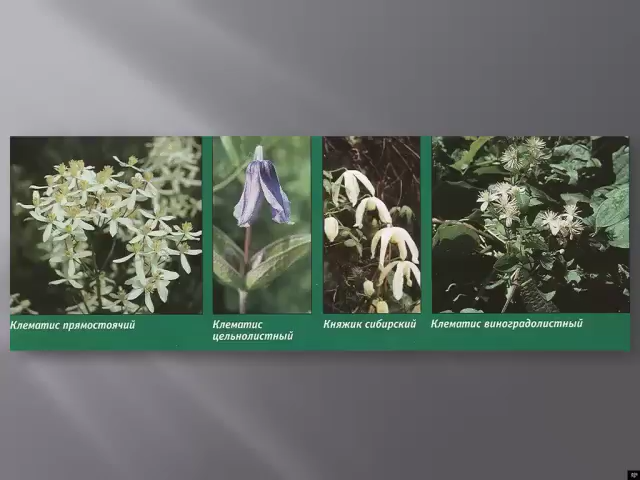 Клематис прямостоячий
Клематис
цельнолистный
Княжик сибирский
Клематис виноградолистный